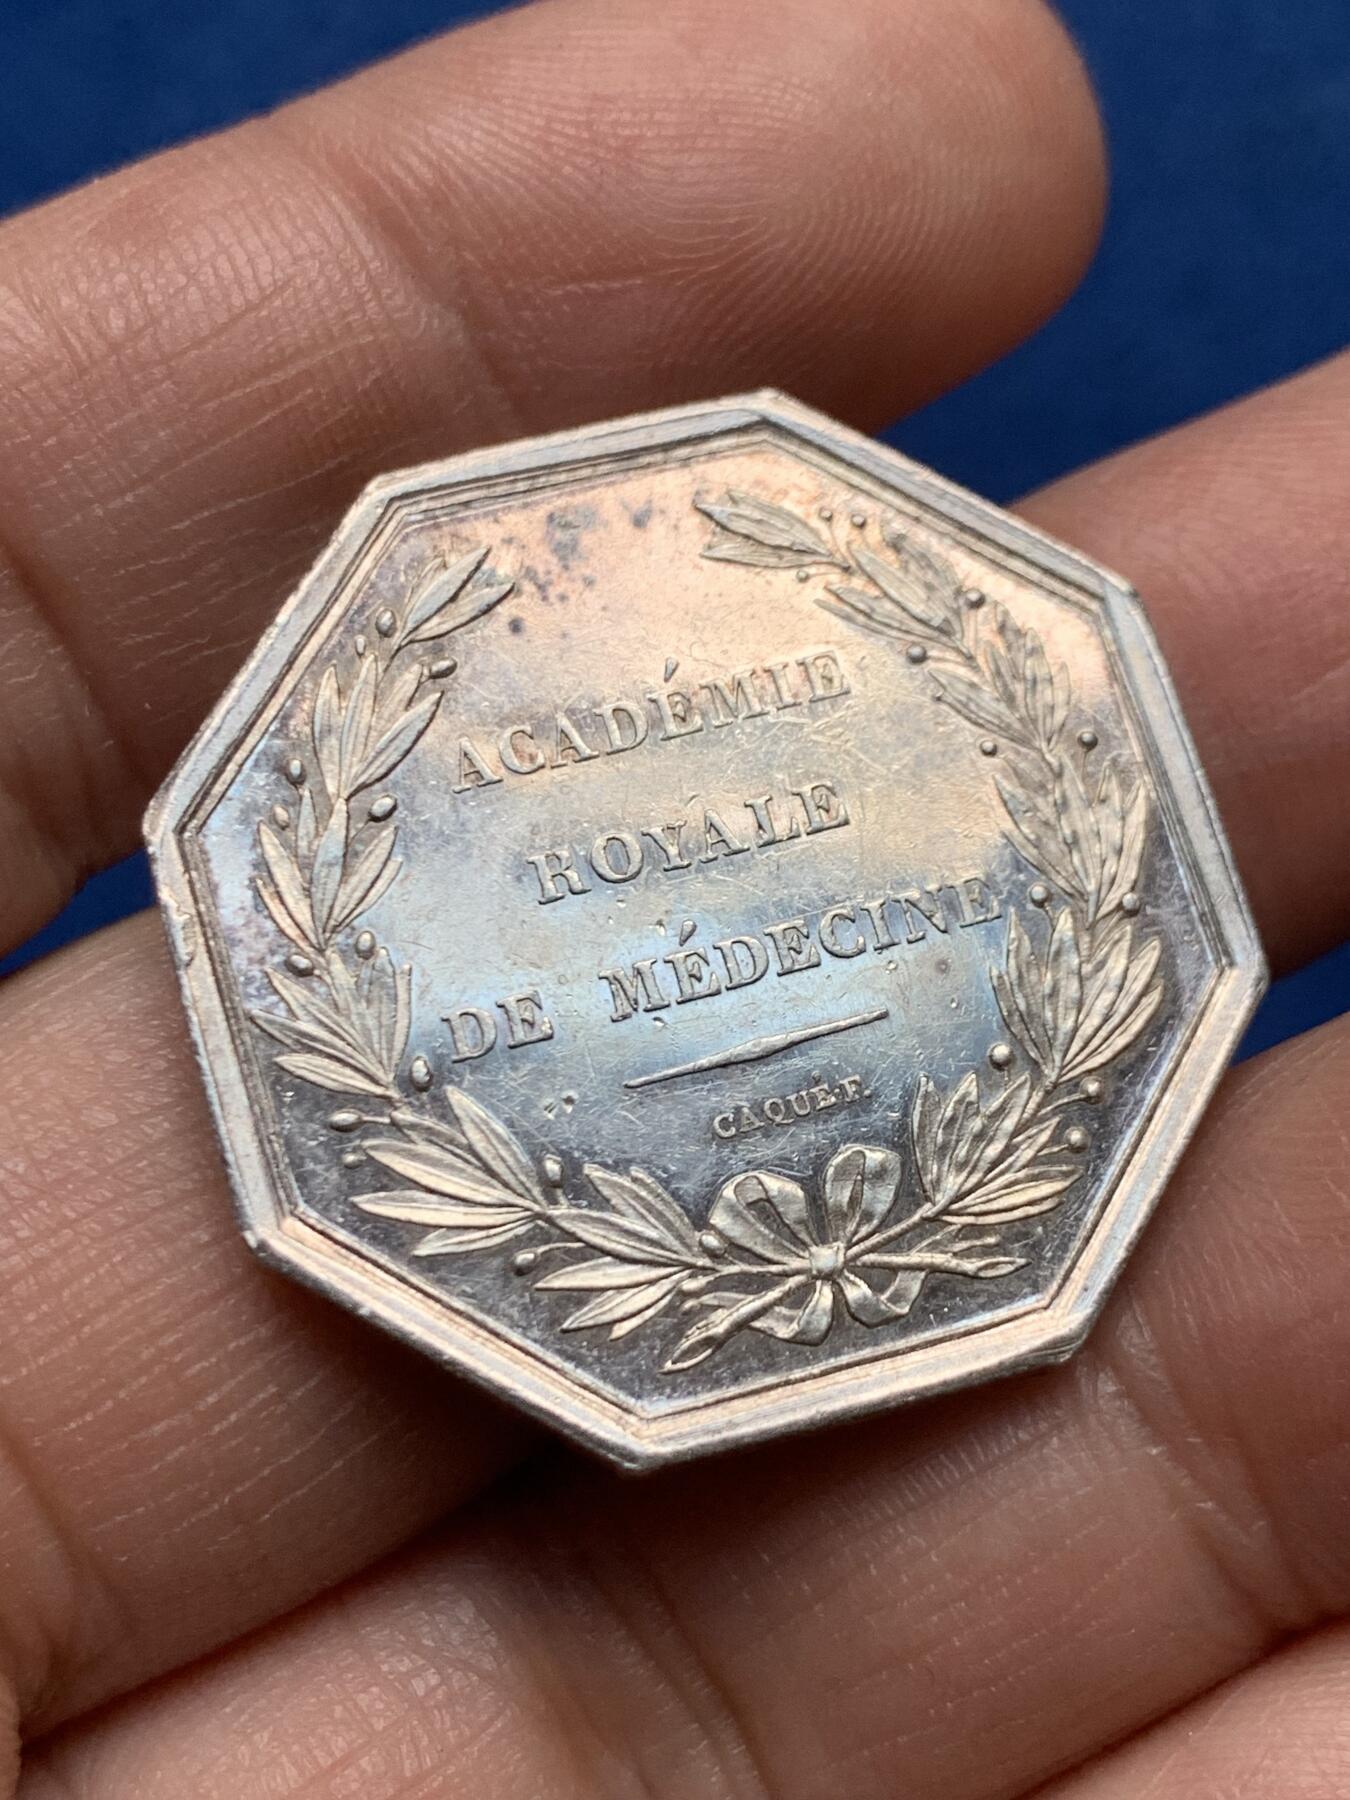 ACADÉMIE
ROYALE
DE MÉDECINE
CAQUÉ·F.